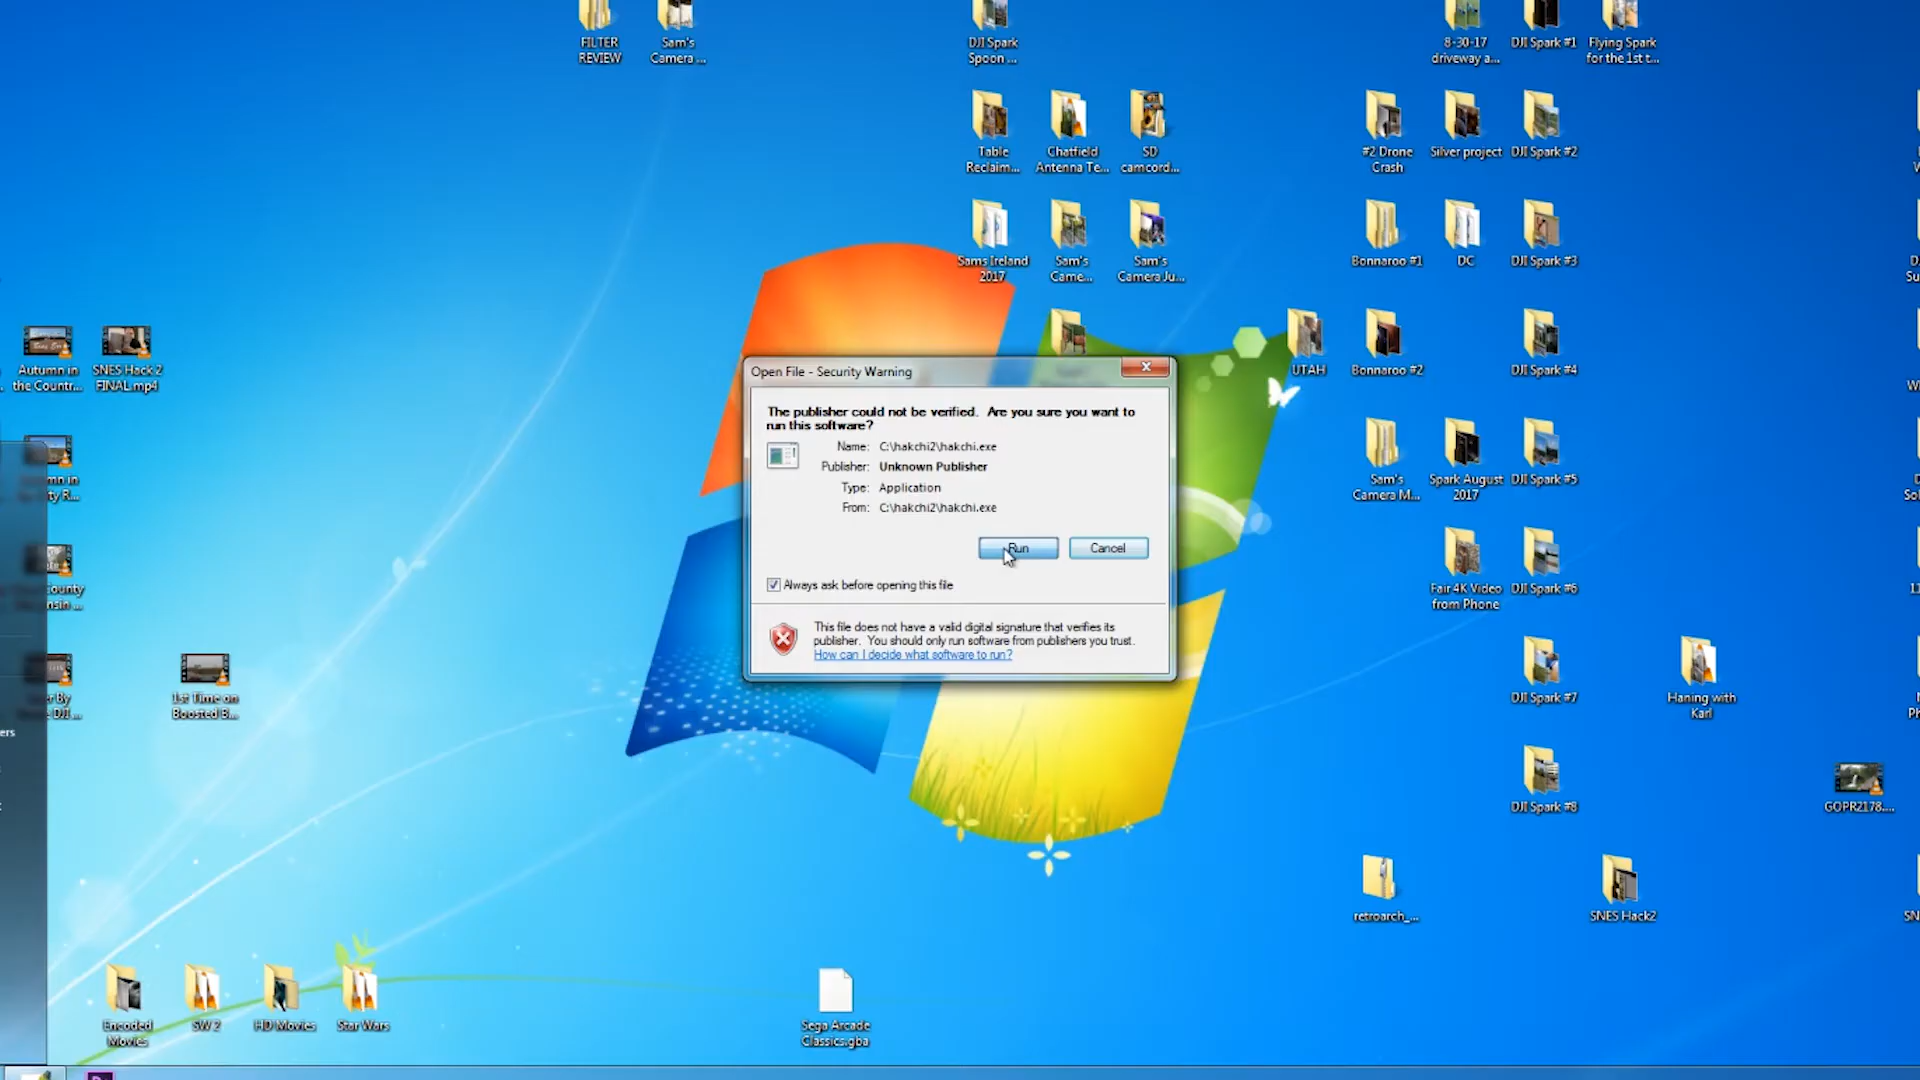 FILTER
REVIEW
Sam's
Camera ...
DJI Spark
Spoon ...
8-30-17
driveway a...
DJI Spark #1
Flying Spark
for the 1st t...
Table
Reclaim...
Chatfield
Antenna Te...
SD
camcord...
#2 Drone
Crash
Silver project
DJI Spark #2
Sams Ireland
2017
Sam's
Came...
Sam's
Camera Ju...
Bonnaroo #1
DC
DJI Spark #3
Autumn in
the Countr...
SNES Hack 2
FINAL.mp4
UTAH
Bonnaroo #2
DJI Spark #4
Open File - Security Warning
The publisher could not be verified. Are you sure you want to
run this software?
Name: C:\hakchi2\hakchi.exe
Publisher: Unknown Publisher
Type: Application
From: C:\hakchi2\hakchi.exe
Run
Cancel
Always ask before opening this file
This file does not have a valid digital signature that verifies its
publisher. You should only run software from publishers you trust.
How can I decide what software to run?
Sam's
Camera M...
Spark August
2017
DJI Spark #5
Fair 4K Video
from Phone
DJI Spark #6
1st Time on
Boosted B...
DJI Spark #7
Haning with
Karl
DJI Spark #8
GOPR2178....
retroarch_...
SNES Hack2
Encoded
Movies
SW 2
HD Movies
Star Wars
Sega Arcade
Classics.gba